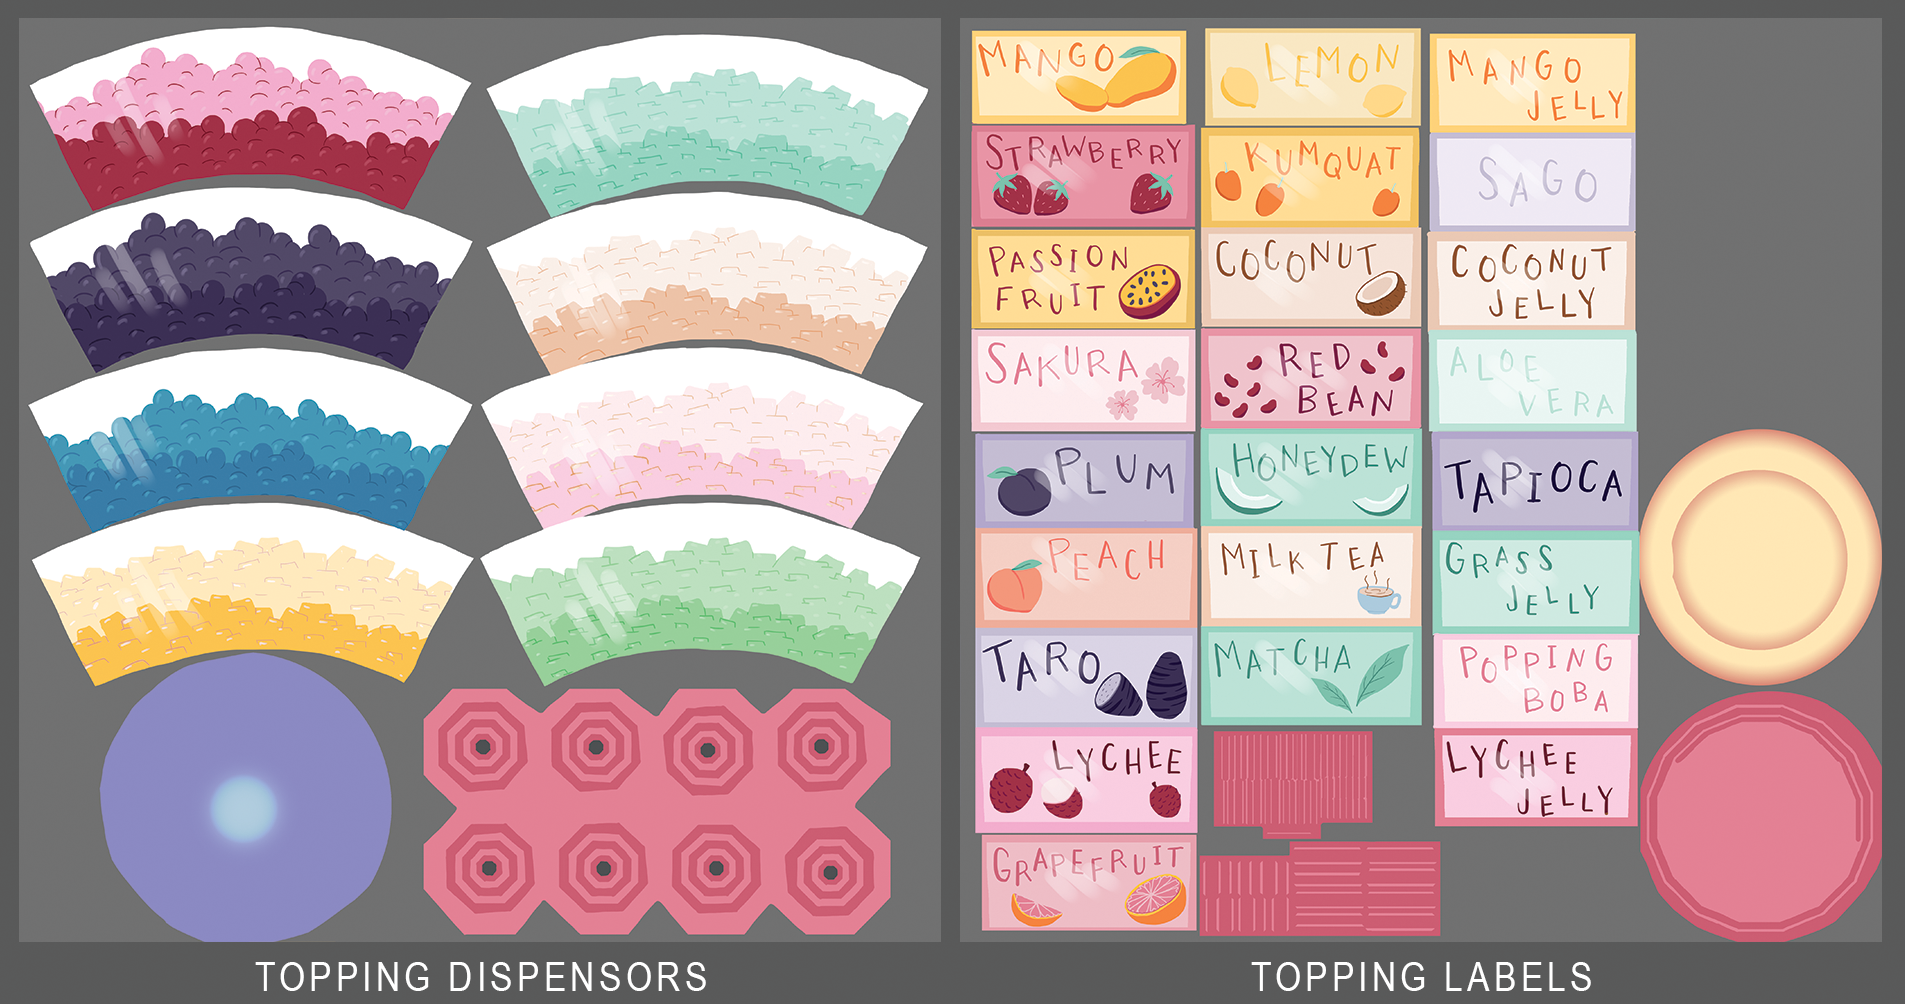 MANGO
STRAWBERRY
PASSION
FRUIT
SAKURA
PLUM
PEACH
TARO
LYCHEE
GRAPEFRUIT
LEMON
KUMQUAT
COCONUT
RED
BEAN
HONEYDEW
MILK TEA
MATCHA
MANGO
JELLY
SAGO
COCONUT
JELLY
ALOE
VERA
TAPIOCA
GRASS
JELLY
POPPING
BOBA
LYCHEE
JELLY
TOPPING DISPENSORS
TOPPING LABELS